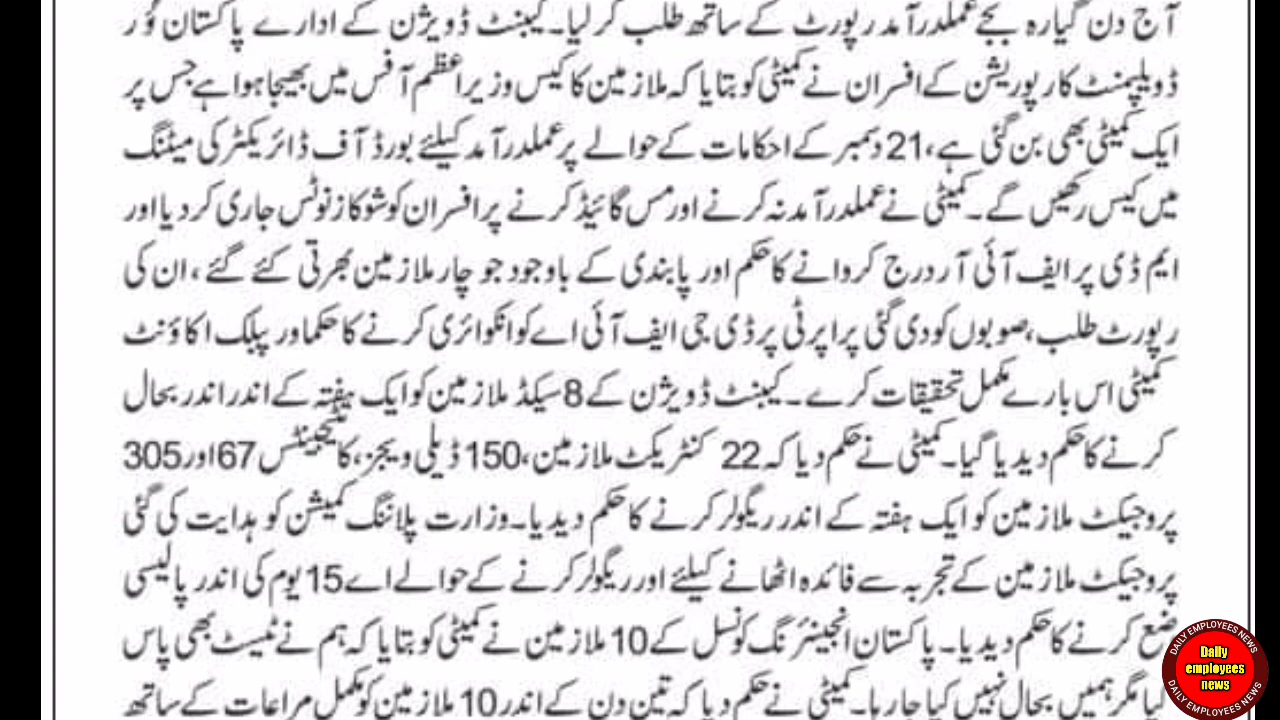 آج دن گیارہ بجے عملدرآمد رپورٹ کے ساتھ طلب کر لیا۔ کیبنٹ ڈویژن کے ادارے پاکستان ٹور
ڈویلپمنٹ کارپوریشن کے افسران نے کمیٹی کو بتایا کہ ملازمین کا کیس وزیراعظم آفس میں بھیجا ہوا ہے جس پر
ایک کمیٹی بھی بن گئی ہے، 21 دسمبر کے احکامات کے حوالے پر عملدرآمد کیلئے بورڈ آف ڈائریکٹر کی میٹنگ
میں کیس رکھیں گے۔ کمیٹی نے عملدرآمد نہ کرنے اور مس گائیڈ کرنے پر افسران کو شوکاز نوٹس جاری کر دیا اور
ایم ڈی پر ایف آئی آر درج کروانے کا حکم اور پابندی کے باوجود جو چار ملازمین بھرتی کئے گئے، ان کی
رپورٹ طلب، صوبوں کو دی گئی پراپرٹی پر ڈی جی ایف آئی اے کو انکوائری کرنے کا حکم اور پبلک اکاؤنٹ
کمیٹی اس بارے مکمل تحقیقات کرے۔ کیبنٹ ڈویژن کے 8 سیکڈ ملازمین کو ایک ہفتہ کے اندر اندر بحال
کرنے کا حکم دیدیا گیا۔ کمیٹی نے حکم دیا کہ 22 کنٹریکٹ ملازمین، 150 ڈیلی ویجز، کا نٹیجینٹس 67 اور 305
پروجیکٹ ملازمین کو ایک ہفتہ کے اندر ریگولر کرنے کا حکم دیدیا۔ وزارت پلاننگ کمیشن کو ہدایت کی گئی
پروجیکٹ ملازمین کے تجربہ سے فائدہ اٹھانے کیلئے اور ریگولر کرنے کے حوالے اے 15 یوم کی اندر پالیسی
ضع کرنے کا حکم دیدیا۔ پاکستان انجینئرنگ کونسل کے 10 ملازمین نے کمیٹی کو بتایا کہ ہم نے ٹیسٹ بھی پاس
کیا مگر ہمیں بحال نہیں کیا جا رہا۔ کمیٹی نے حکم دیا کہ تین دن کے اندر 10 ملازمین کو مکمل مراعات کے ساتھ
DAILY EMPLOYEES NEWS
Daily
employees
news
DAILY EMPLOYEES NEWS